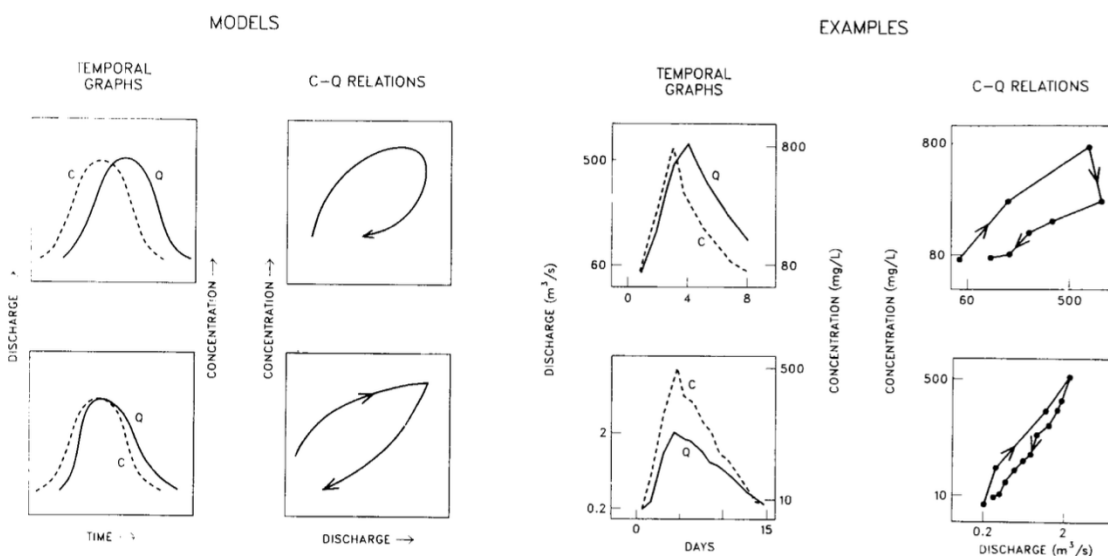 MODELS
EXAMPLES
TEMPORAL
GRAPHS
C-Q RELATIONS
TEMPORAL
GRAPHS
C-Q RELATIONS
C
Q
DISCHARGE →
CONCENTRATION →
CONCENTRATION →
500
60
0
4
8
800
80
Q
C
DISCHARGE (m³/s)
CONCENTRATION (mg/L)
CONCENTRATION (mg/L)
800
80
60
500
Q
C
TIME
DISCHARGE →
2
0.2
0
15
500
10
C
Q
DAYS
500
10
0.2
2
DISCHARGE (m³/s)